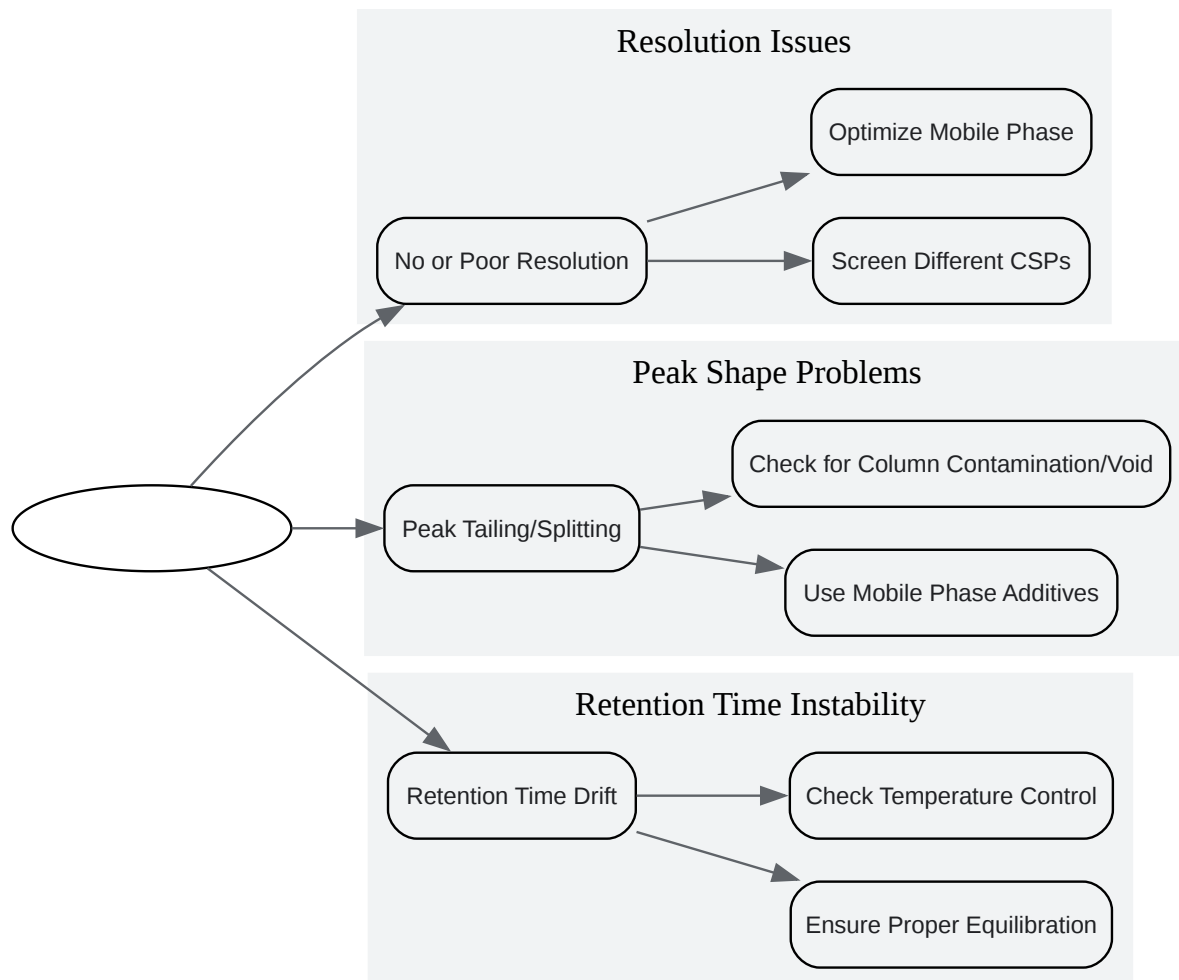 Resolution Issues
Optimize Mobile Phase
No or Poor Resolution
Screen Different CSPs
Peak Shape Problems
Check for Column Contamination/Void
Peak Tailing/Splitting
Use Mobile Phase Additives
Retention Time Instability
Retention Time Drift
Check Temperature Control
Ensure Proper Equilibration